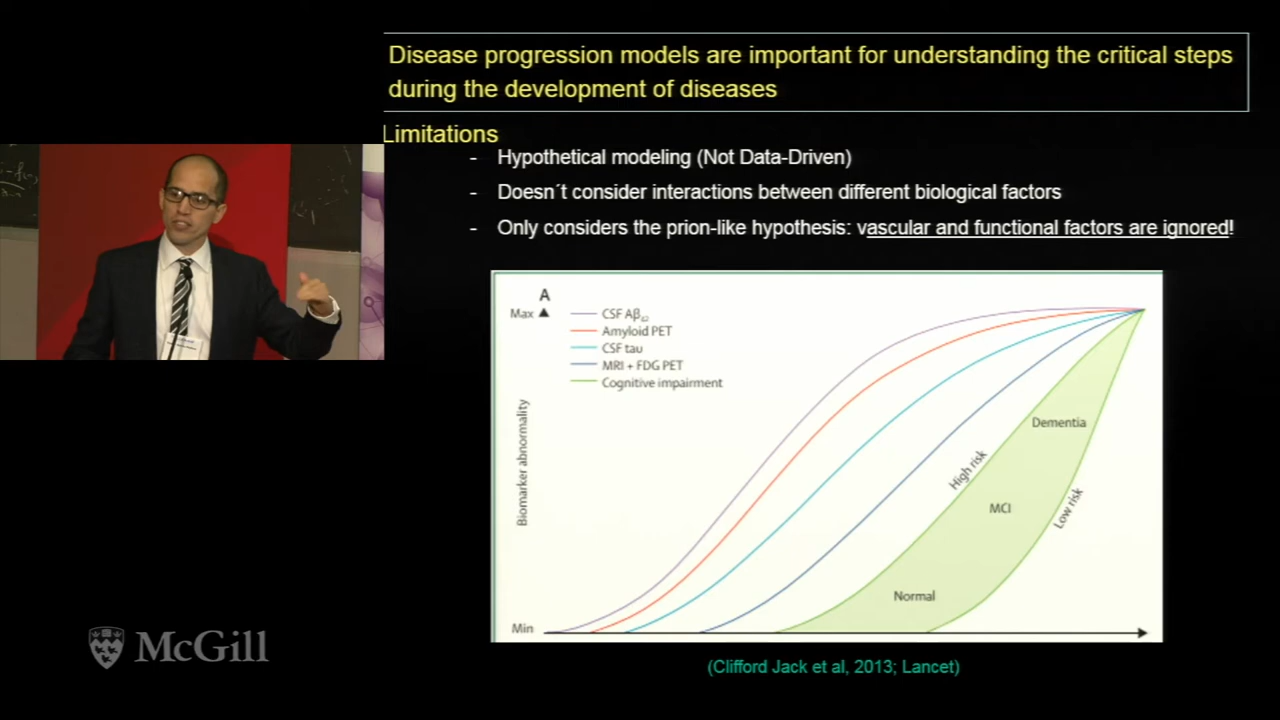 Disease progression models are important for understanding the critical steps
during the development of diseases
Limitations
- Hypothetical modeling (Not Data-Driven)
- Doesn´t consider interactions between different biological factors
- Only considers the prion-like hypothesis: vascular and functional factors are ignored!
A
Max
CSF Aβ42
Amyloid PET
CSF tau
MRI + FDG PET
Cognitive impairment
Biomarker abnormality
Dementia
High risk
MCI
Low risk
Normal
Min
McGill
(Clifford Jack et al, 2013; Lancet)